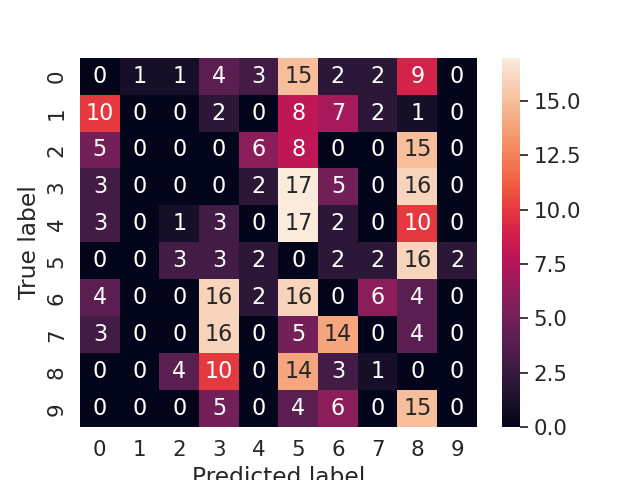 0 0 1 1 4 3 15 2 2 9 0
1 10 0 0 2 0 8 7 2 1 0
2 5 0 0 0 6 8 0 0 15 0
3 3 0 0 0 2 17 5 0 16 0
4 3 0 1 3 0 17 2 0 10 0
5 0 0 3 3 2 0 2 2 16 2
6 4 0 0 16 2 16 0 6 4 0
7 3 0 0 16 0 5 14 0 4 0
8 0 0 4 10 0 14 3 1 0 0
9 0 0 0 5 0 4 6 0 15 0
0 1 2 3 4 5 6 7 8 9
True label
Predicted label
15.0
12.5
10.0
7.5
5.0
2.5
0.0